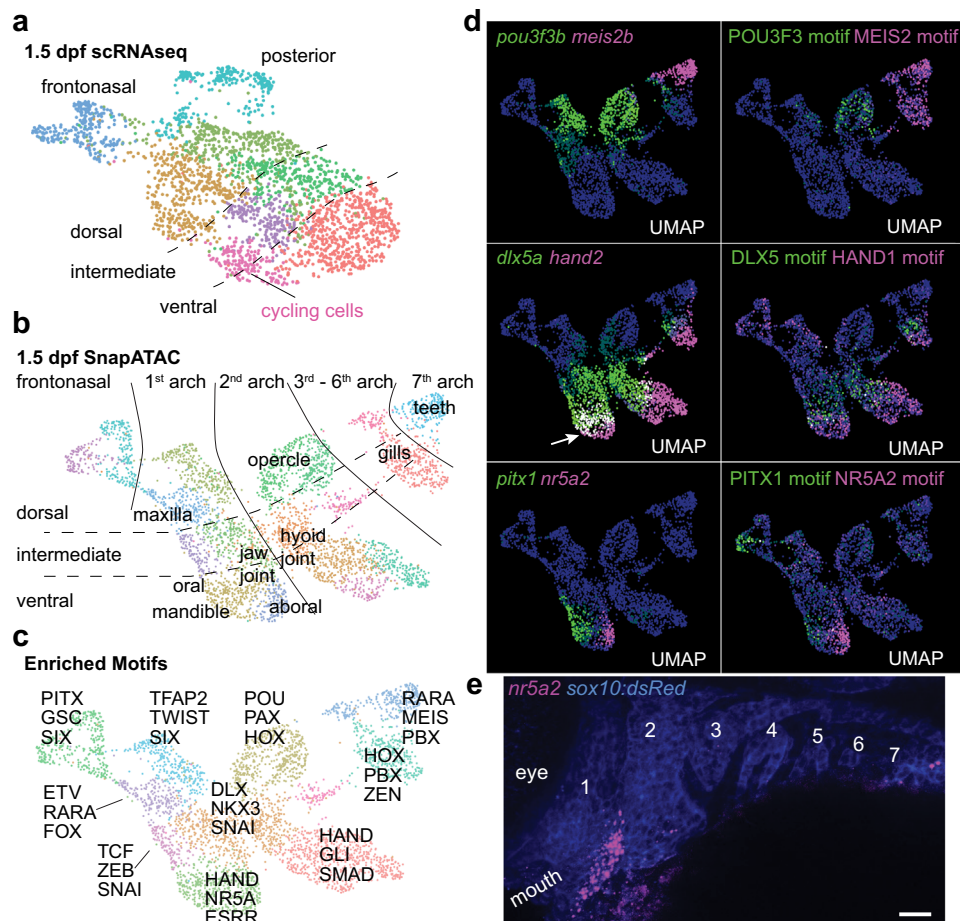 a
1.5 dpf scRNAseq
frontonasal
posterior
dorsal
intermediate
ventral
cycling cells
b
1.5 dpf SnapATAC
frontonasal 1st arch 2nd arch 3rd - 6th arch 7th arch
teeth
opercle
gills
dorsal
maxilla
intermediate
hyoid
joint
jaw
joint
ventral
oral
mandible
aboral
c
Enriched Motifs
PITX
GSC
SIX
TFAP2
TWIST
SIX
POU
PAX
HOX
RARA
MEIS
PBX
HOX
PBX
ZEN
ETV
RARA
FOX
DLX
NKX3
SNAI
TCF
ZEB
SNAI
HAND
GLI
SMAD
HAND
NR5A
ESRR
d
pou3f3b meis2b
UMAP
POU3F3 motif MEIS2 motif
UMAP
dlx5a hand2
UMAP
DLX5 motif HAND1 motif
UMAP
pitx1 nr5a2
UMAP
PITX1 motif NR5A2 motif
UMAP
e
nr5a2 sox10:dsRed
eye
1
2
3
4
5
6
7
mouth